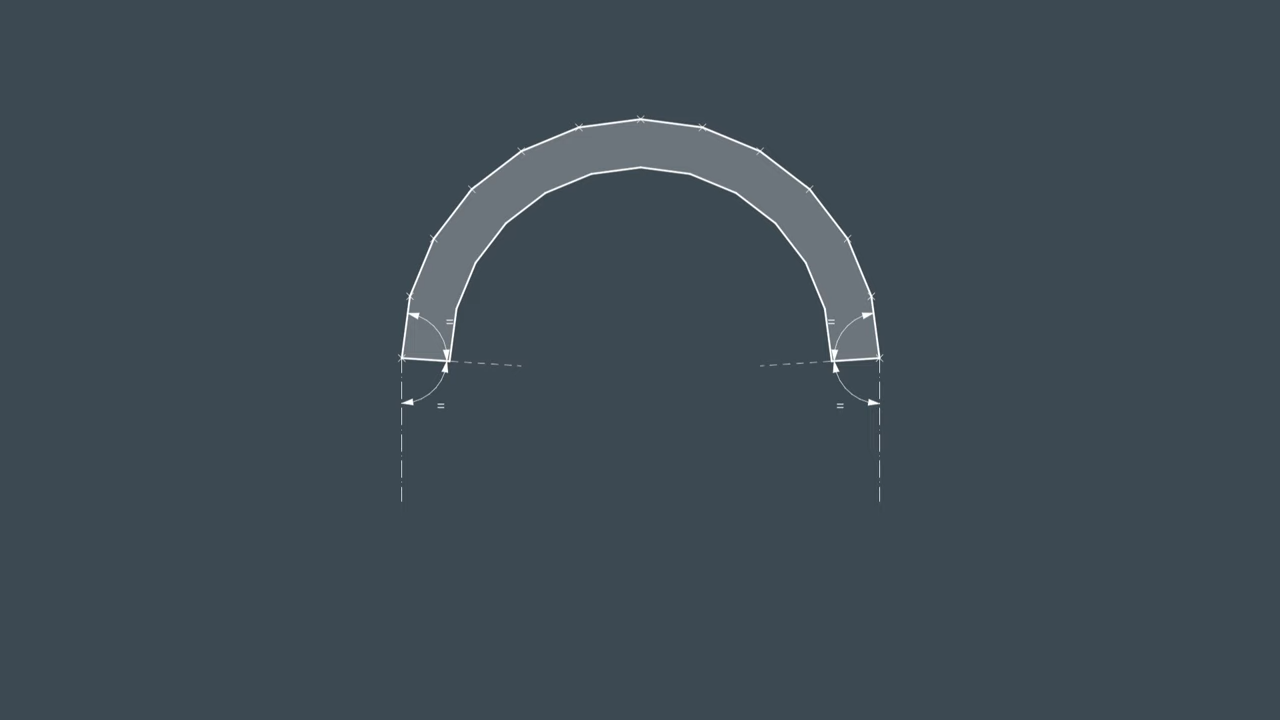 = =
= =